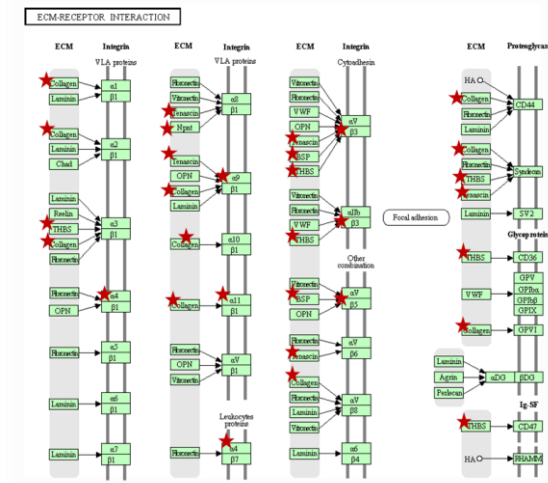 ECM-RECEPTOR INTERACTION
ECM Integrin
VLA proteins
Collagen
Laminin
α1
β1
Collagen
Laminin
Chad
α2
β1
Laminin
Reelin
THBS
Collagen
Fibronectin
α3
β1
Fibronectin
OPN
α4
β1
Fibronectin
α5
β1
Laminin
α6
β1
Laminin
α7
β1
ECM Integrin
VLA proteins
Fibronectin
Vitronectin
Tenascin
Npnt
α8
β1
Tenascin
OPN
Collagen
Laminin
α9
β1
Collagen
α10
β1
Collagen
α11
β1
Fibronectin
OPN
Vitronectin
αV
β1
Leukocytes
proteins
Fibronectin
α4
β7
ECM Integrin
Cytoadhesin
Vitronectin
Fibronectin
VWF
OPN
Tenascin
BSP
THBS
αV
β3
Vitronectin
Fibronectin
VWF
THBS
αIIb
β3
Other
combination
Vitronectin
BSP
OPN
αV
β5
Fibronectin
Tenascin
αV
β6
Collagen
Fibronectin
Laminin
Vitronectin
αV
β8
Laminin
α6
β4
Focal adhesion
ECM Proteoglycan
HA
Collagen
Fibronectin
Laminin
CD44
Collagen
Fibronectin
THBS
Tenascin
Syndecan
Laminin
SV2
Glycoprotein
THBS
CD36
VWF
GPV
GPIbα
GPIbβ
GPIX
Collagen
GPVI
Laminin
Agrin
Perlecan
αDG
βDG
Ig-SF
THBS
CD47
HA
RHAMM